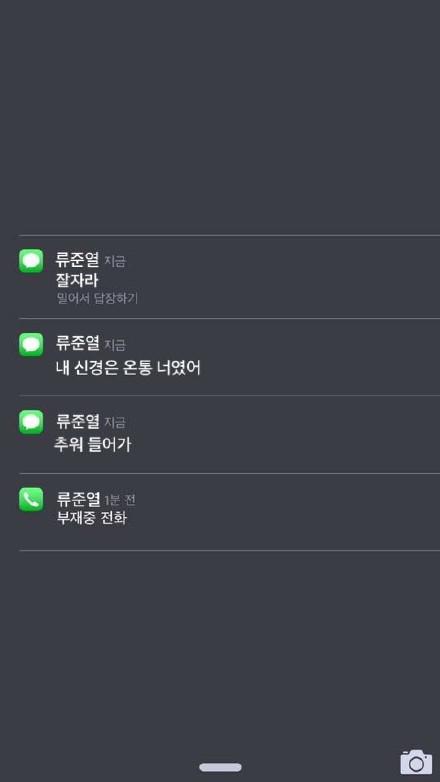 류준열 지금
잘자라
밀어서 답장하기
류준열 지금
내 신경은 온통 너였어
류준열 지금
추워 들어가
류준열 1분 전
부재중 전화